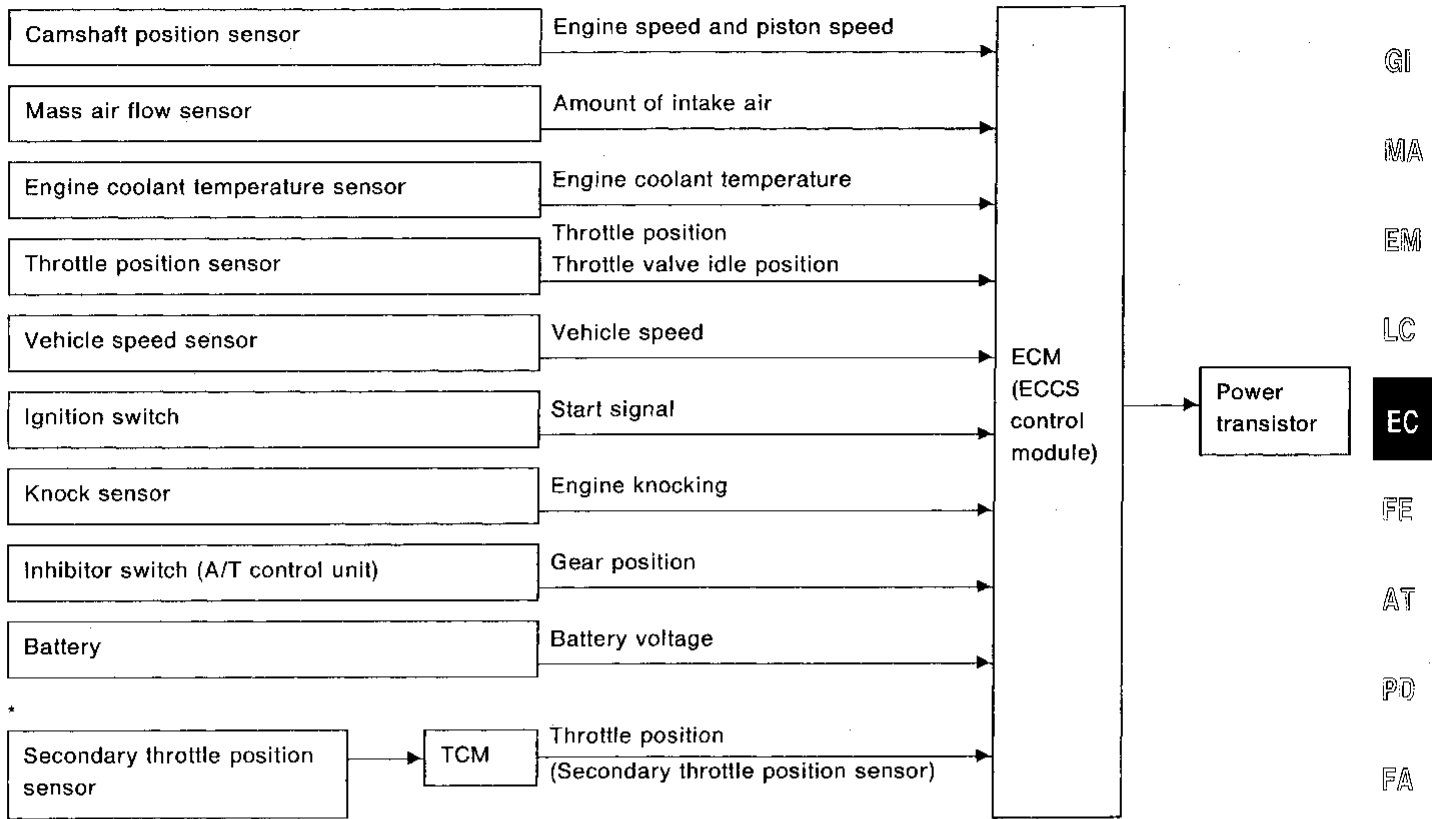 Camshaft position sensor
Engine speed and piston speed
Mass air flow sensor
Amount of intake air
Engine coolant temperature sensor
Engine coolant temperature
Throttle position sensor
Throttle position
Throttle valve idle position
Vehicle speed sensor
Vehicle speed
Ignition switch
Start signal
Knock sensor
Engine knocking
Inhibitor switch (A/T control unit)
Gear position
Battery
Battery voltage
*
Secondary throttle position
sensor
TCM
Throttle position
(Secondary throttle position sensor)
ECM
(ECCS
control
module)
Power
transistor
GI
MA
EM
LC
EC
FE
AT
PD
FA